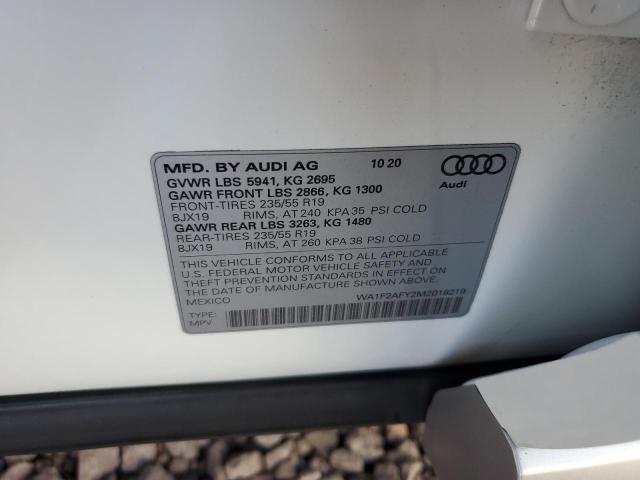 MFD. BY AUDI AG 10 20
GVWR LBS 5941, KG 2695
GAWR FRONT LBS 2866, KG 1300
FRONT-TIRES 235/55 R19
8JX19 RIMS, AT 240 KPA 35 PSI COLD
GAWR REAR LBS 3263, KG 1480
REAR-TIRES 235/55 R19
8JX19 RIMS, AT 260 KPA 38 PSI COLD
Audi
THIS VEHICLE CONFORMS TO ALL APPLICABLE
U.S. FEDERAL MOTOR VEHICLE SAFETY AND
THEFT PREVENTION STANDARDS IN EFFECT ON
THE DATE OF MANUFACTURE SHOWN ABOVE.
MEXICO
WA1F2AFY2M2019219
TYPE:
MPV